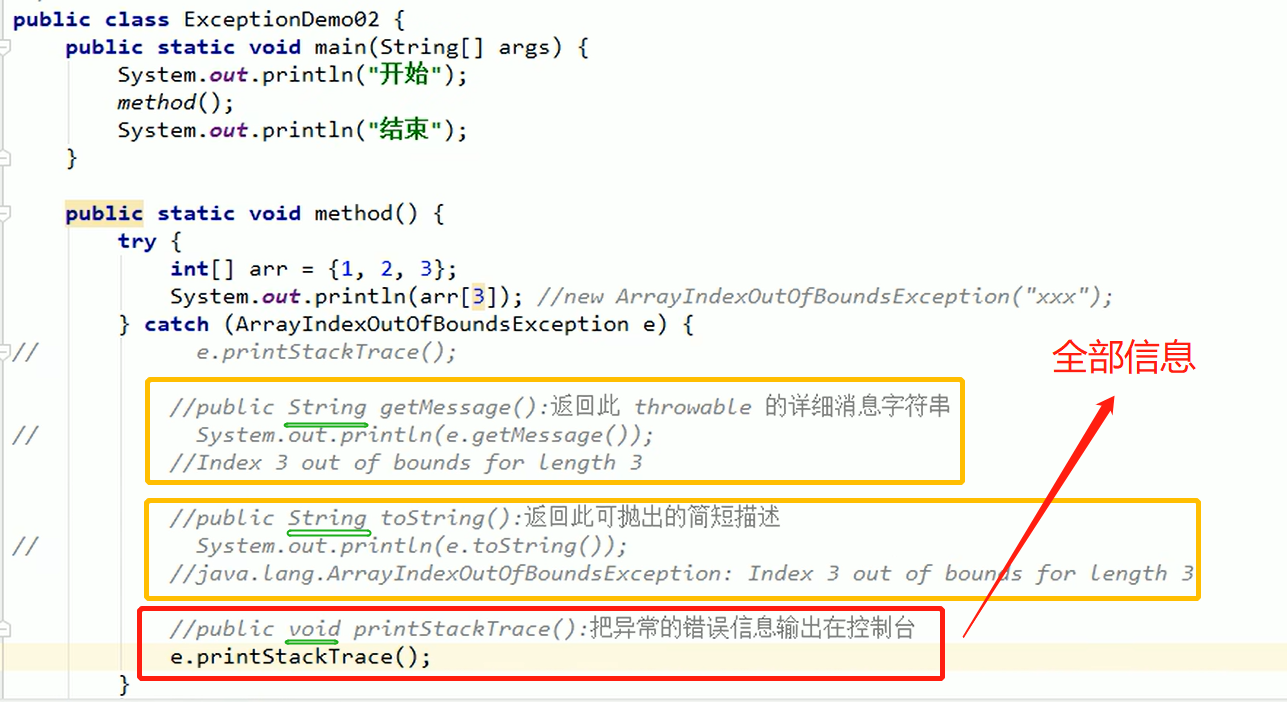 public class ExceptionDemo02 {
public static void main(String[] args) {
System.out.println("开始");
method();
System.out.println("结束");
}
public static void method() {
try {
int[] arr = {1, 2, 3};
System.out.println(arr[3]); //new ArrayIndexOutOfBoundsException("xxx");
} catch (ArrayIndexOutOfBoundsException e) {
// e.printStackTrace();
全部信息
//public String getMessage():返回此 throwable 的详细消息字符串
// System.out.println(e.getMessage());
//Index 3 out of bounds for length 3
//public String toString():返回此可抛出的简短描述
// System.out.println(e.toString());
//java.lang.ArrayIndexOutOfBoundsException: Index 3 out of bounds for length 3
//public void printStackTrace():把异常的错误信息输出在控制台
e.printStackTrace();
}